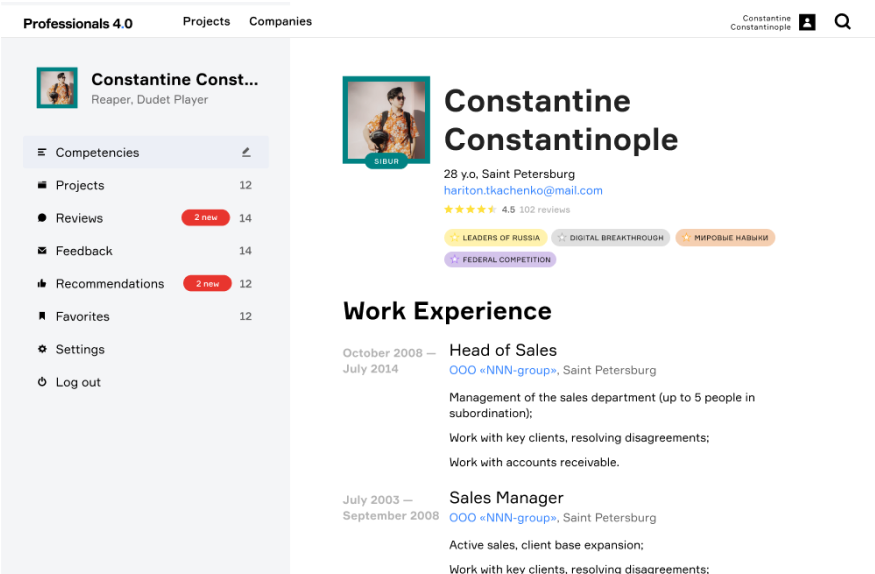 Professionals 4.0
Projects
Companies
Constantine
Constantinople
Constantine Const...
Reaper, Dudet Player
Competencies
Projects 12
Reviews 2 new 14
Feedback 14
Recommendations 2 new 12
Favorites 12
Settings
Log out
SIBUR
Constantine
Constantinople
28 y.o, Saint Petersburg
hariton.tkachenko@mail.com
4.5 102 reviews
LEADERS OF RUSSIA
DIGITAL BREAKTHROUGH
МИРОВЫЕ НАВЫКИ
FEDERAL COMPETITION
Work Experience
October 2008 —
July 2014
Head of Sales
ООО «NNN-group», Saint Petersburg
Management of the sales department (up to 5 people in
subordination);
Work with key clients, resolving disagreements;
Work with accounts receivable.
July 2003 —
September 2008
Sales Manager
ООО «NNN-group», Saint Petersburg
Active sales, client base expansion;
Work with key clients, resolving disagreements;